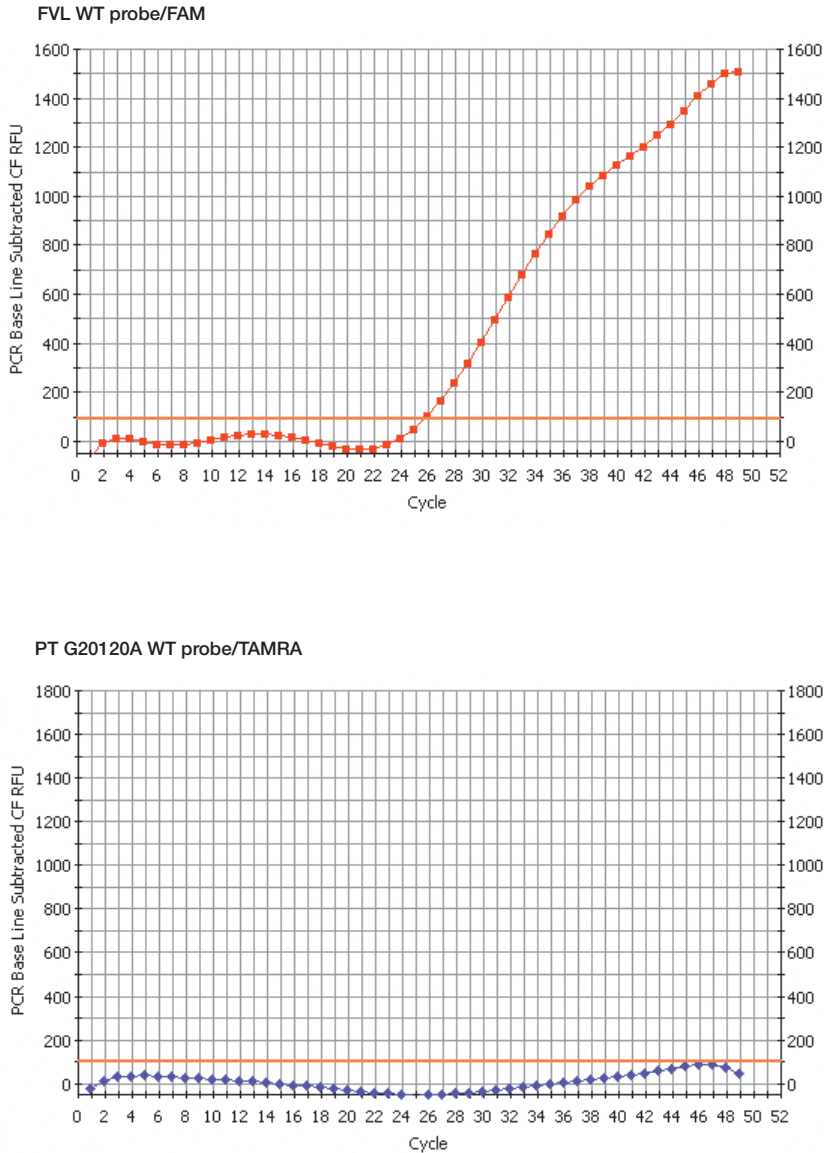 FVL WT probe/FAM
PCR Base Line Subtracted CF RFU
1600 1600
1400 1400
1200 1200
1000 1000
800 800
600 600
400 400
200 200
0 0
0 2 4 6 8 10 12 14 16 18 20 22 24 26 28 30 32 34 36 38 40 42 44 46 48 50 52
Cycle
PT G20120A WT probe/TAMRA
PCR Base Line Subtracted CF RFU
1800 1800
1600 1600
1400 1400
1200 1200
1000 1000
800 800
600 600
400 400
200 200
0 0
0 2 4 6 8 10 12 14 16 18 20 22 24 26 28 30 32 34 36 38 40 42 44 46 48 50 52
Cycle